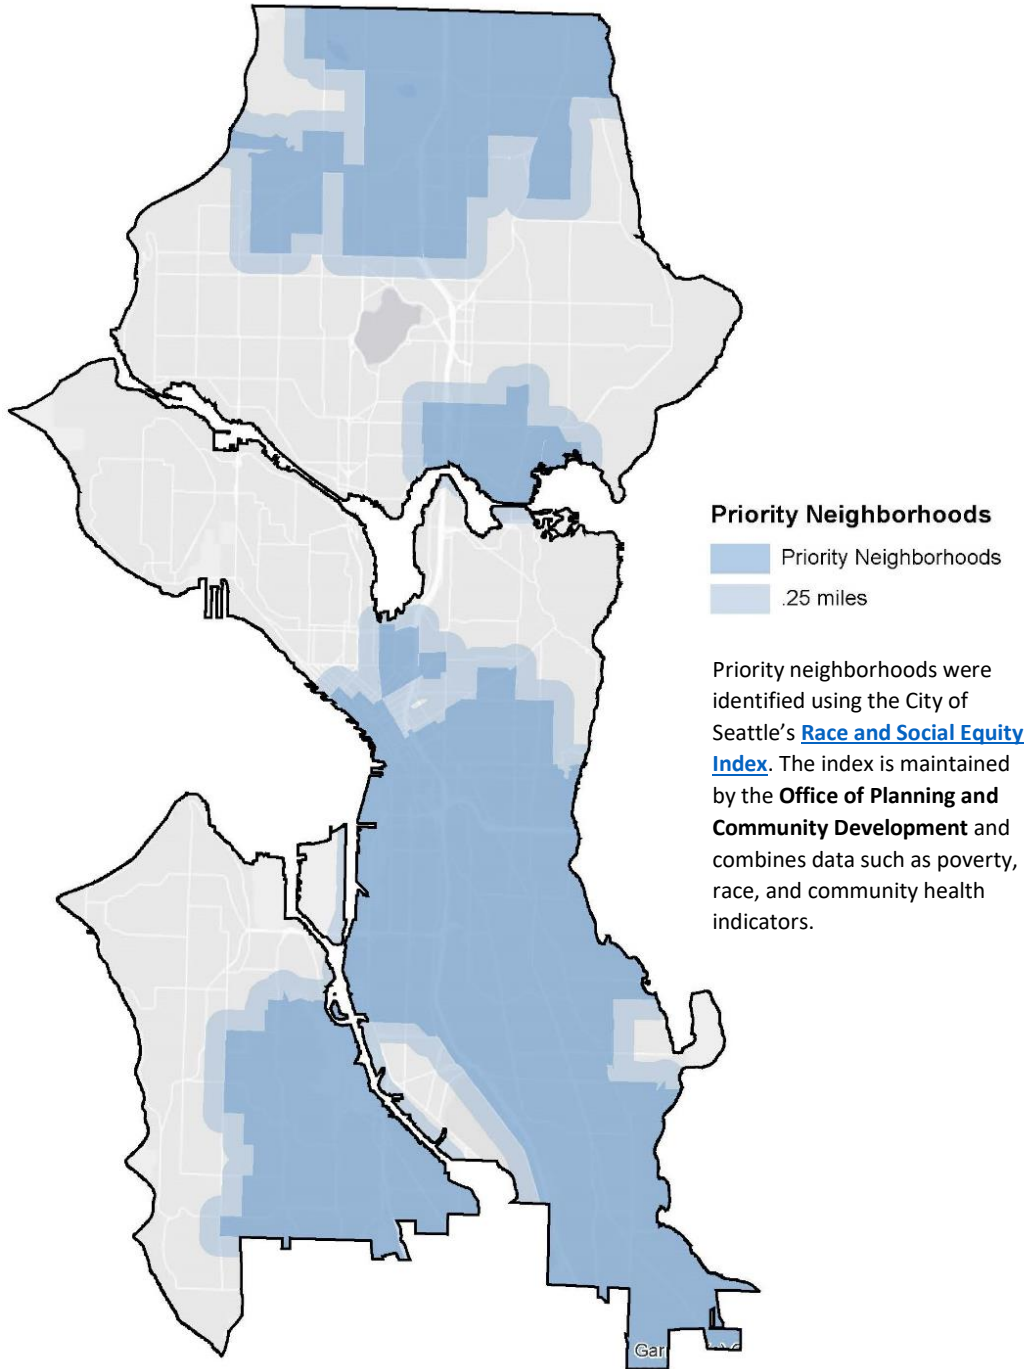 Priority Neighborhoods
Priority Neighborhoods
.25 miles
Priority neighborhoods were
identified using the City of
Seattle’s Race and Social Equity
Index. The index is maintained
by the Office of Planning and
Community Development and
combines data such as poverty,
race, and community health
indicators.
Gar